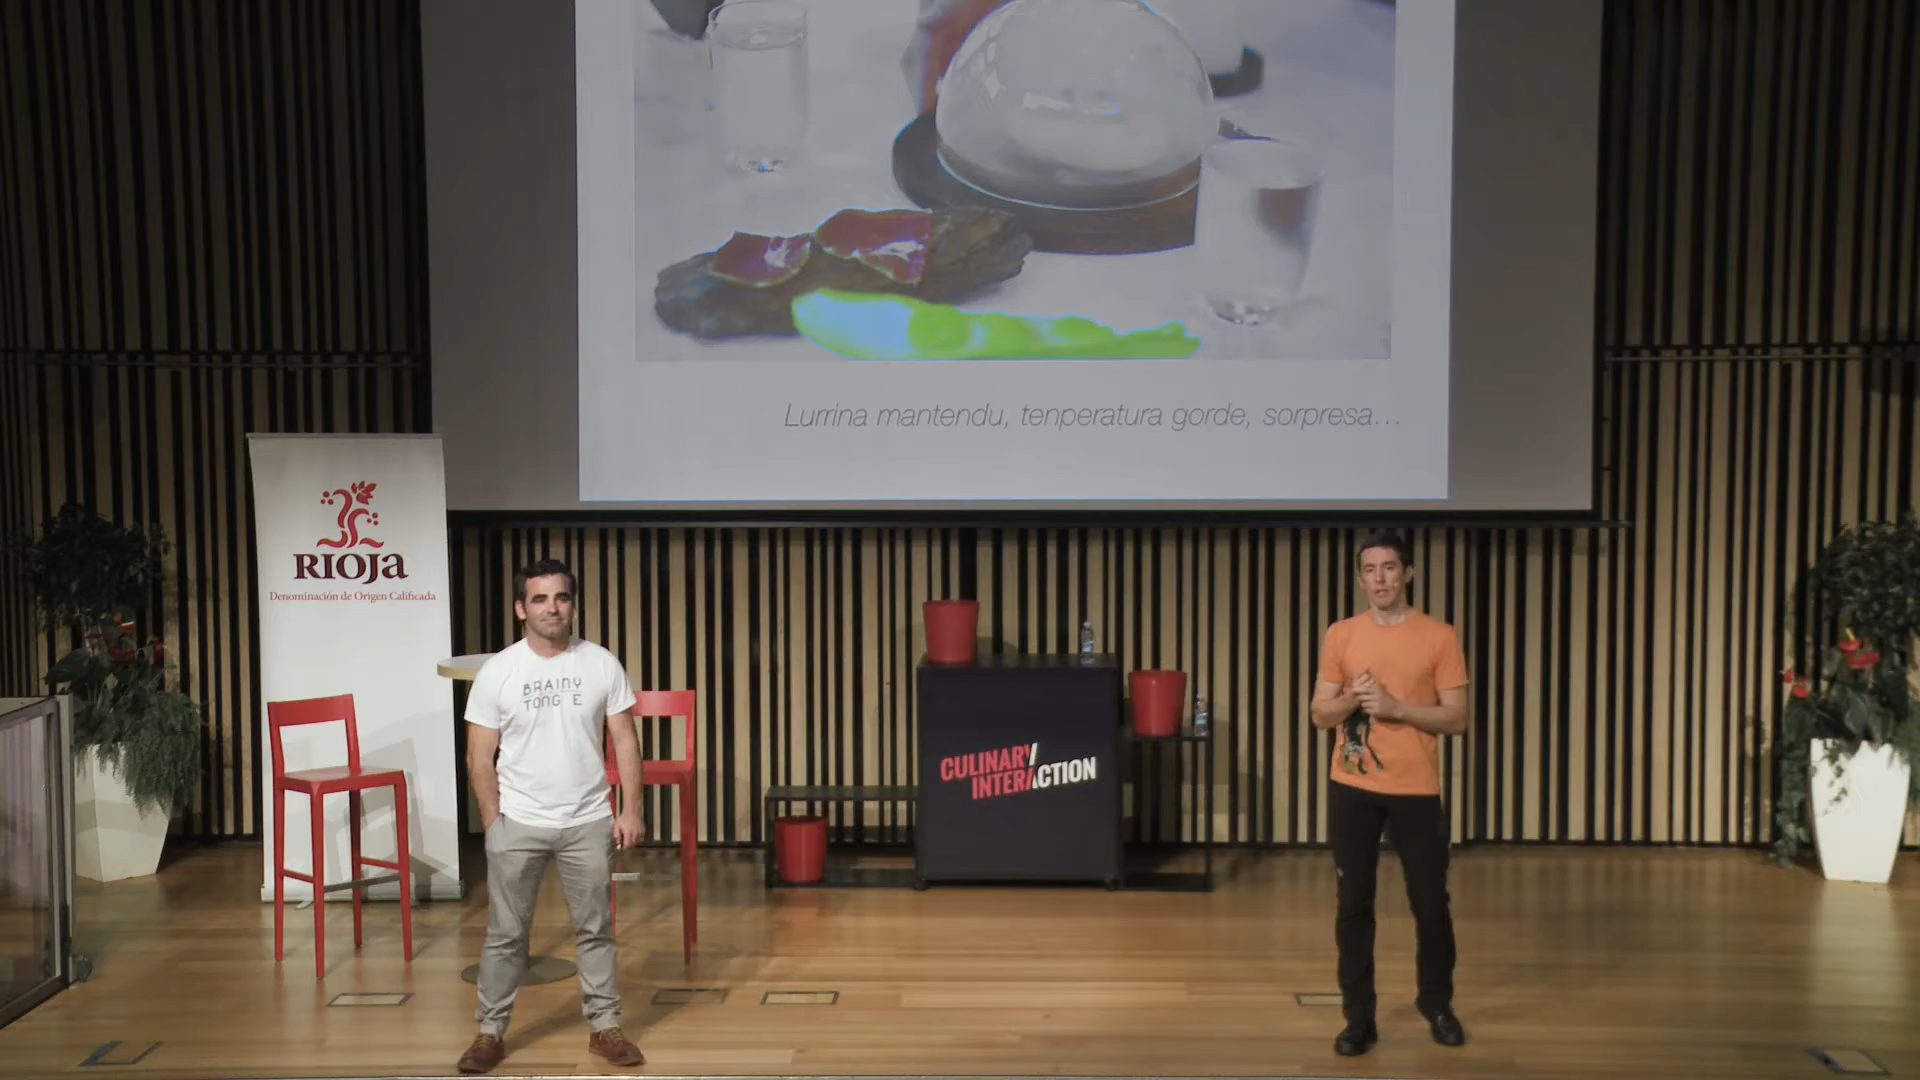 Lurrina mantendu, tenperatura gorde, sorpresa...
RIOJa
Denominación de Origen Calificada
BRAINY
TONG E
CULINARY
INTERACTION